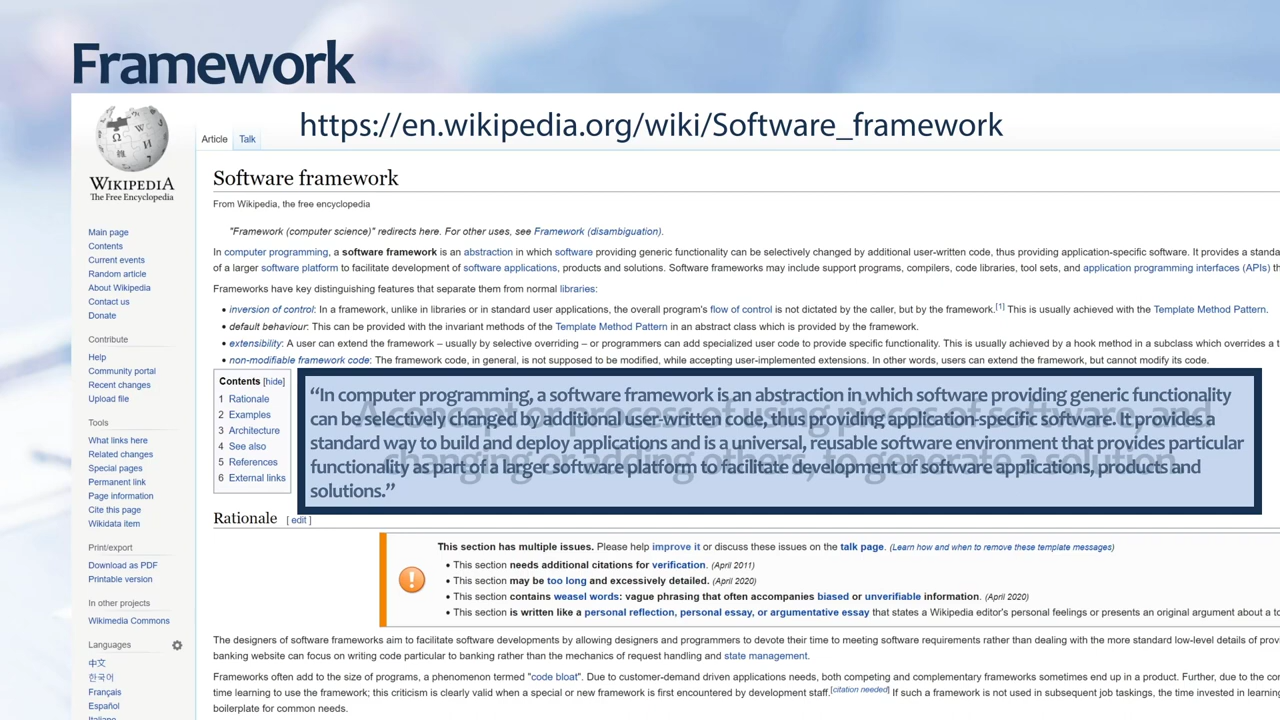 Framework
https://en.wikipedia.org/wiki/Software_framework
WIKIPEDIA
The Free Encyclopedia
Main page
Contents
Current events
Random article
About Wikipedia
Contact us
Donate
Contribute
Help
Community portal
Recent changes
Upload file
Tools
What links here
Related changes
Special pages
Permanent link
Page information
Cite this page
Wikidata item
Print/export
Download as PDF
Printable version
In other projects
Wikimedia Commons
Languages
中文
한국어
Français
Español
Italiano
Article Talk
Software framework
From Wikipedia, the free encyclopedia
"Framework (computer science)" redirects here. For other uses, see Framework (disambiguation).
In computer programming, a software framework is an abstraction in which software providing generic functionality can be selectively changed by additional user-written code, thus providing application-specific software. It provides a standa
of a larger software platform to facilitate development of software applications, products and solutions. Software frameworks may include support programs, compilers, code libraries, tool sets, and application programming interfaces (APIs) th
Frameworks have key distinguishing features that separate them from normal libraries:
• inversion of control: In a framework, unlike in libraries or in standard user applications, the overall program's flow of control is not dictated by the caller, but by the framework.[1] This is usually achieved with the Template Method Pattern.
• default behaviour: This can be provided with the invariant methods of the Template Method Pattern in an abstract class which is provided by the framework.
• extensibility: A user can extend the framework – usually by selective overriding – or programmers can add specialized user code to provide specific functionality. This is usually achieved by a hook method in a subclass which overrides a t
• non-modifiable framework code: The framework code, in general, is not supposed to be modified, while accepting user-implemented extensions. In other words, users can extend the framework, but cannot modify its code.
Contents [hide]
1 Rationale
2 Examples
3 Architecture
4 See also
5 References
6 External links
“In computer programming, a software framework is an abstraction in which software providing generic functionality
can be selectively changed by additional user-written code, thus providing application-specific software. It provides a
standard way to build and deploy applications and is a universal, reusable software environment that provides particular
functionality as part of a larger software platform to facilitate development of software applications, products and
solutions.”
A concept or process of using pieces of software, and
changing or adding others, to generate a solution
Rationale [ edit ]
This section has multiple issues. Please help improve it or discuss these issues on the talk page. (Learn how and when to remove these template messages)
• This section needs additional citations for verification. (April 2011)
• This section may be too long and excessively detailed. (April 2020)
• This section contains weasel words: vague phrasing that often accompanies biased or unverifiable information. (April 2020)
• This section is written like a personal reflection, personal essay, or argumentative essay that states a Wikipedia editor's personal feelings or presents an original argument about a to
The designers of software frameworks aim to facilitate software developments by allowing designers and programmers to devote their time to meeting software requirements rather than dealing with the more standard low-level details of prov
banking website can focus on writing code particular to banking rather than the mechanics of request handling and state management.
Frameworks often add to the size of programs, a phenomenon termed "code bloat". Due to customer-demand driven applications needs, both competing and complementary frameworks sometimes end up in a product. Further, due to the con
time learning to use the framework; this criticism is clearly valid when a special or new framework is first encountered by development staff.[citation needed] If such a framework is not used in subsequent job taskings, the time invested in learning
boilerplate for common needs.